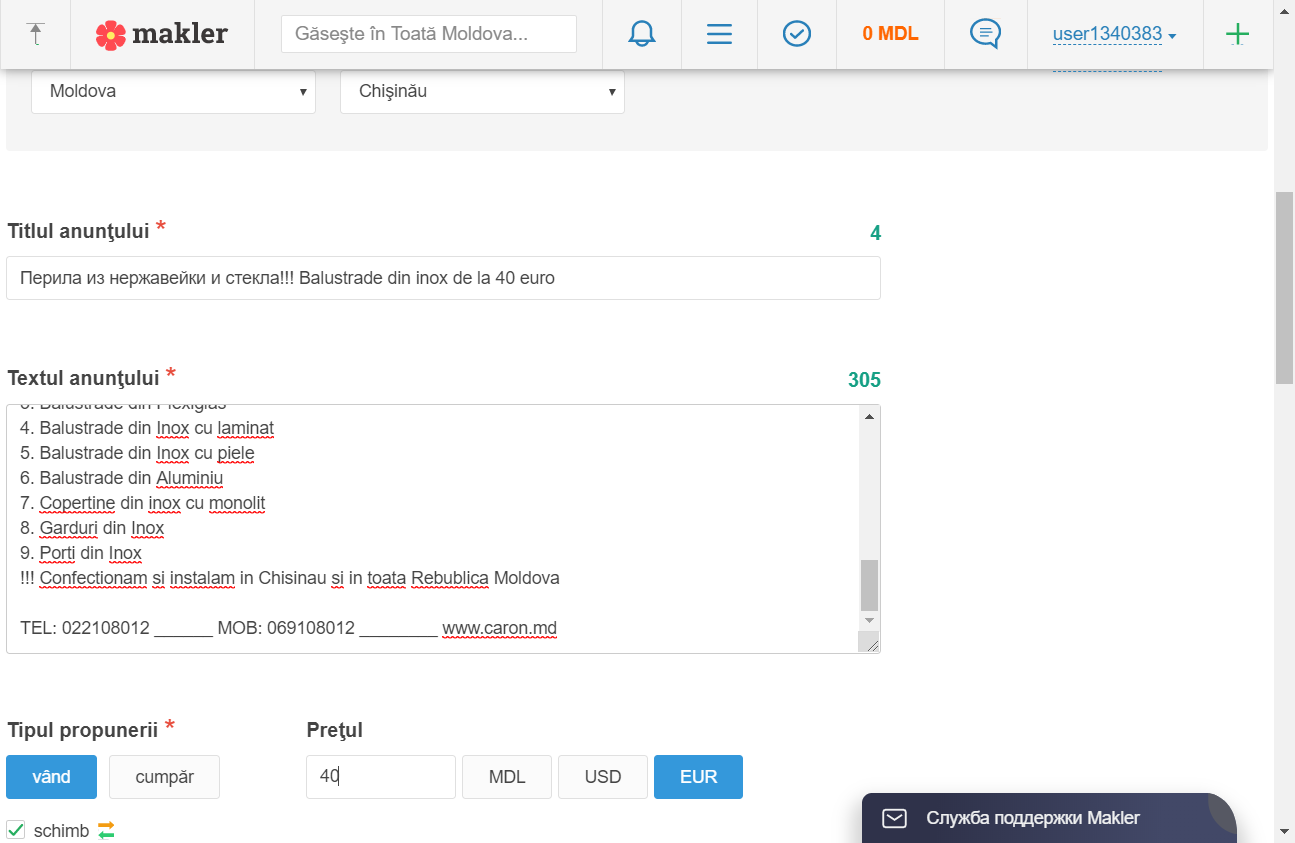 makler
Găseşte în Toată Moldova...
0 MDL
user1340383
Moldova
Chişinău
Titlul anunţului *
4
Перила из нержавейки и стекла!!! Balustrade din inox de la 40 euro
Textul anunţului *
305
3. Balustrade din Plexiglas
4. Balustrade din Inox cu laminat
5. Balustrade din Inox cu piele
6. Balustrade din Aluminiu
7. Copertine din inox cu monolit
8. Garduri din Inox
9. Porti din Inox
!!! Confectionam si instalam in Chisinau si in toata Rebublica Moldova
TEL: 022108012 ______ MOB: 069108012 ________ www.caron.md
Tipul propunerii *
Preţul
vând
cumpăr
40
MDL
USD
EUR
schimb
Служба поддержки Makler